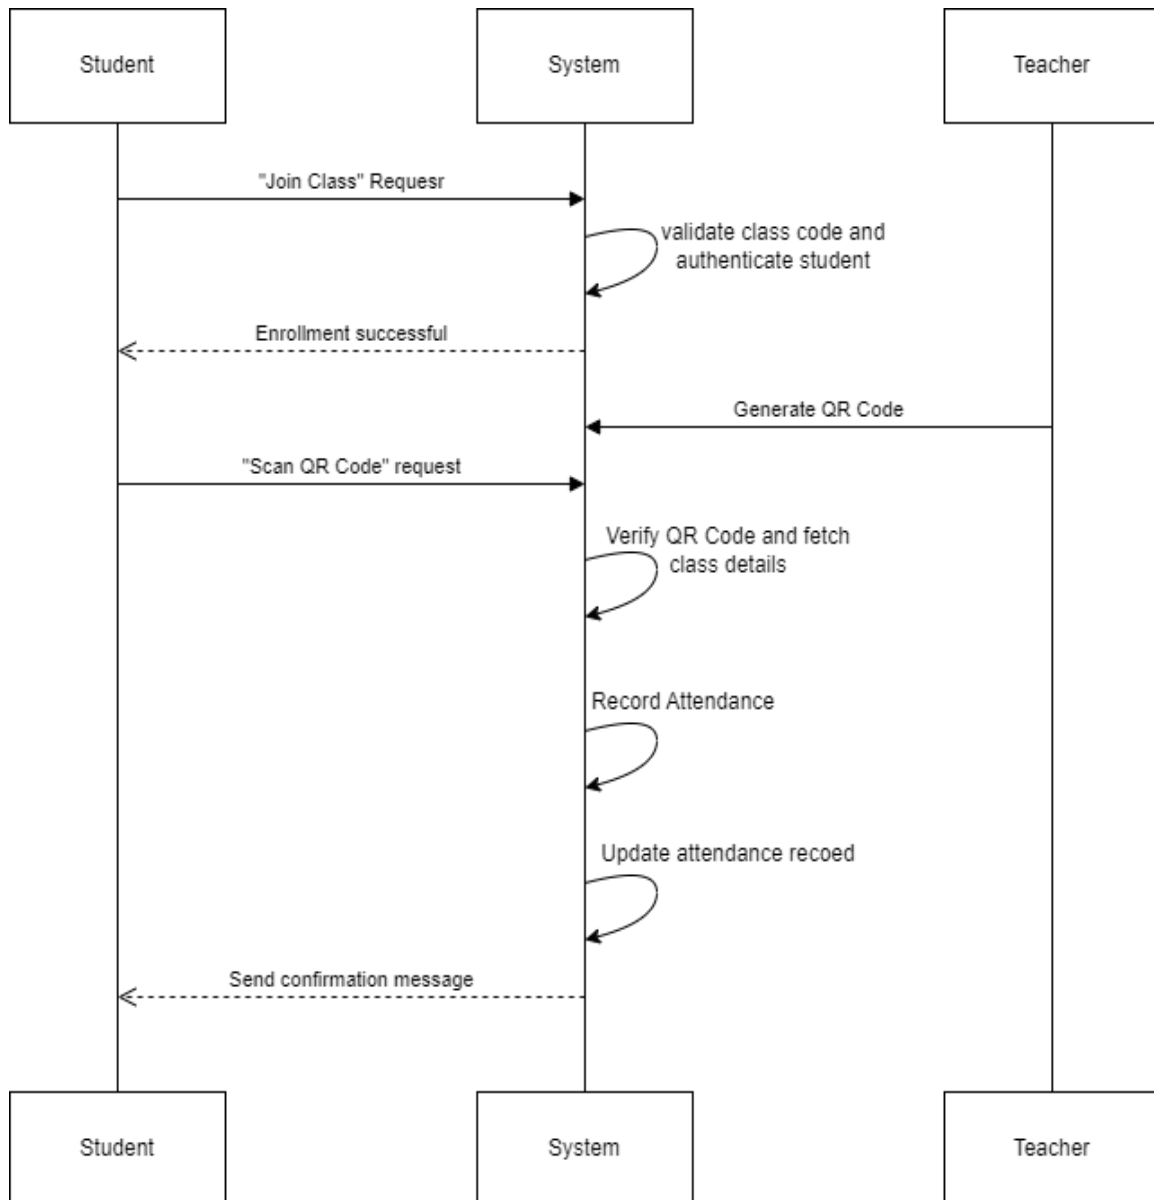 Student
System
Teacher
"Join Class" Requesr
validate class code and
authenticate student
Enrollment successful
Generate QR Code
"Scan QR Code" request
Verify QR Code and fetch
class details
Record Attendance
Update attendance recoed
Send confirmation message
Student
System
Teacher